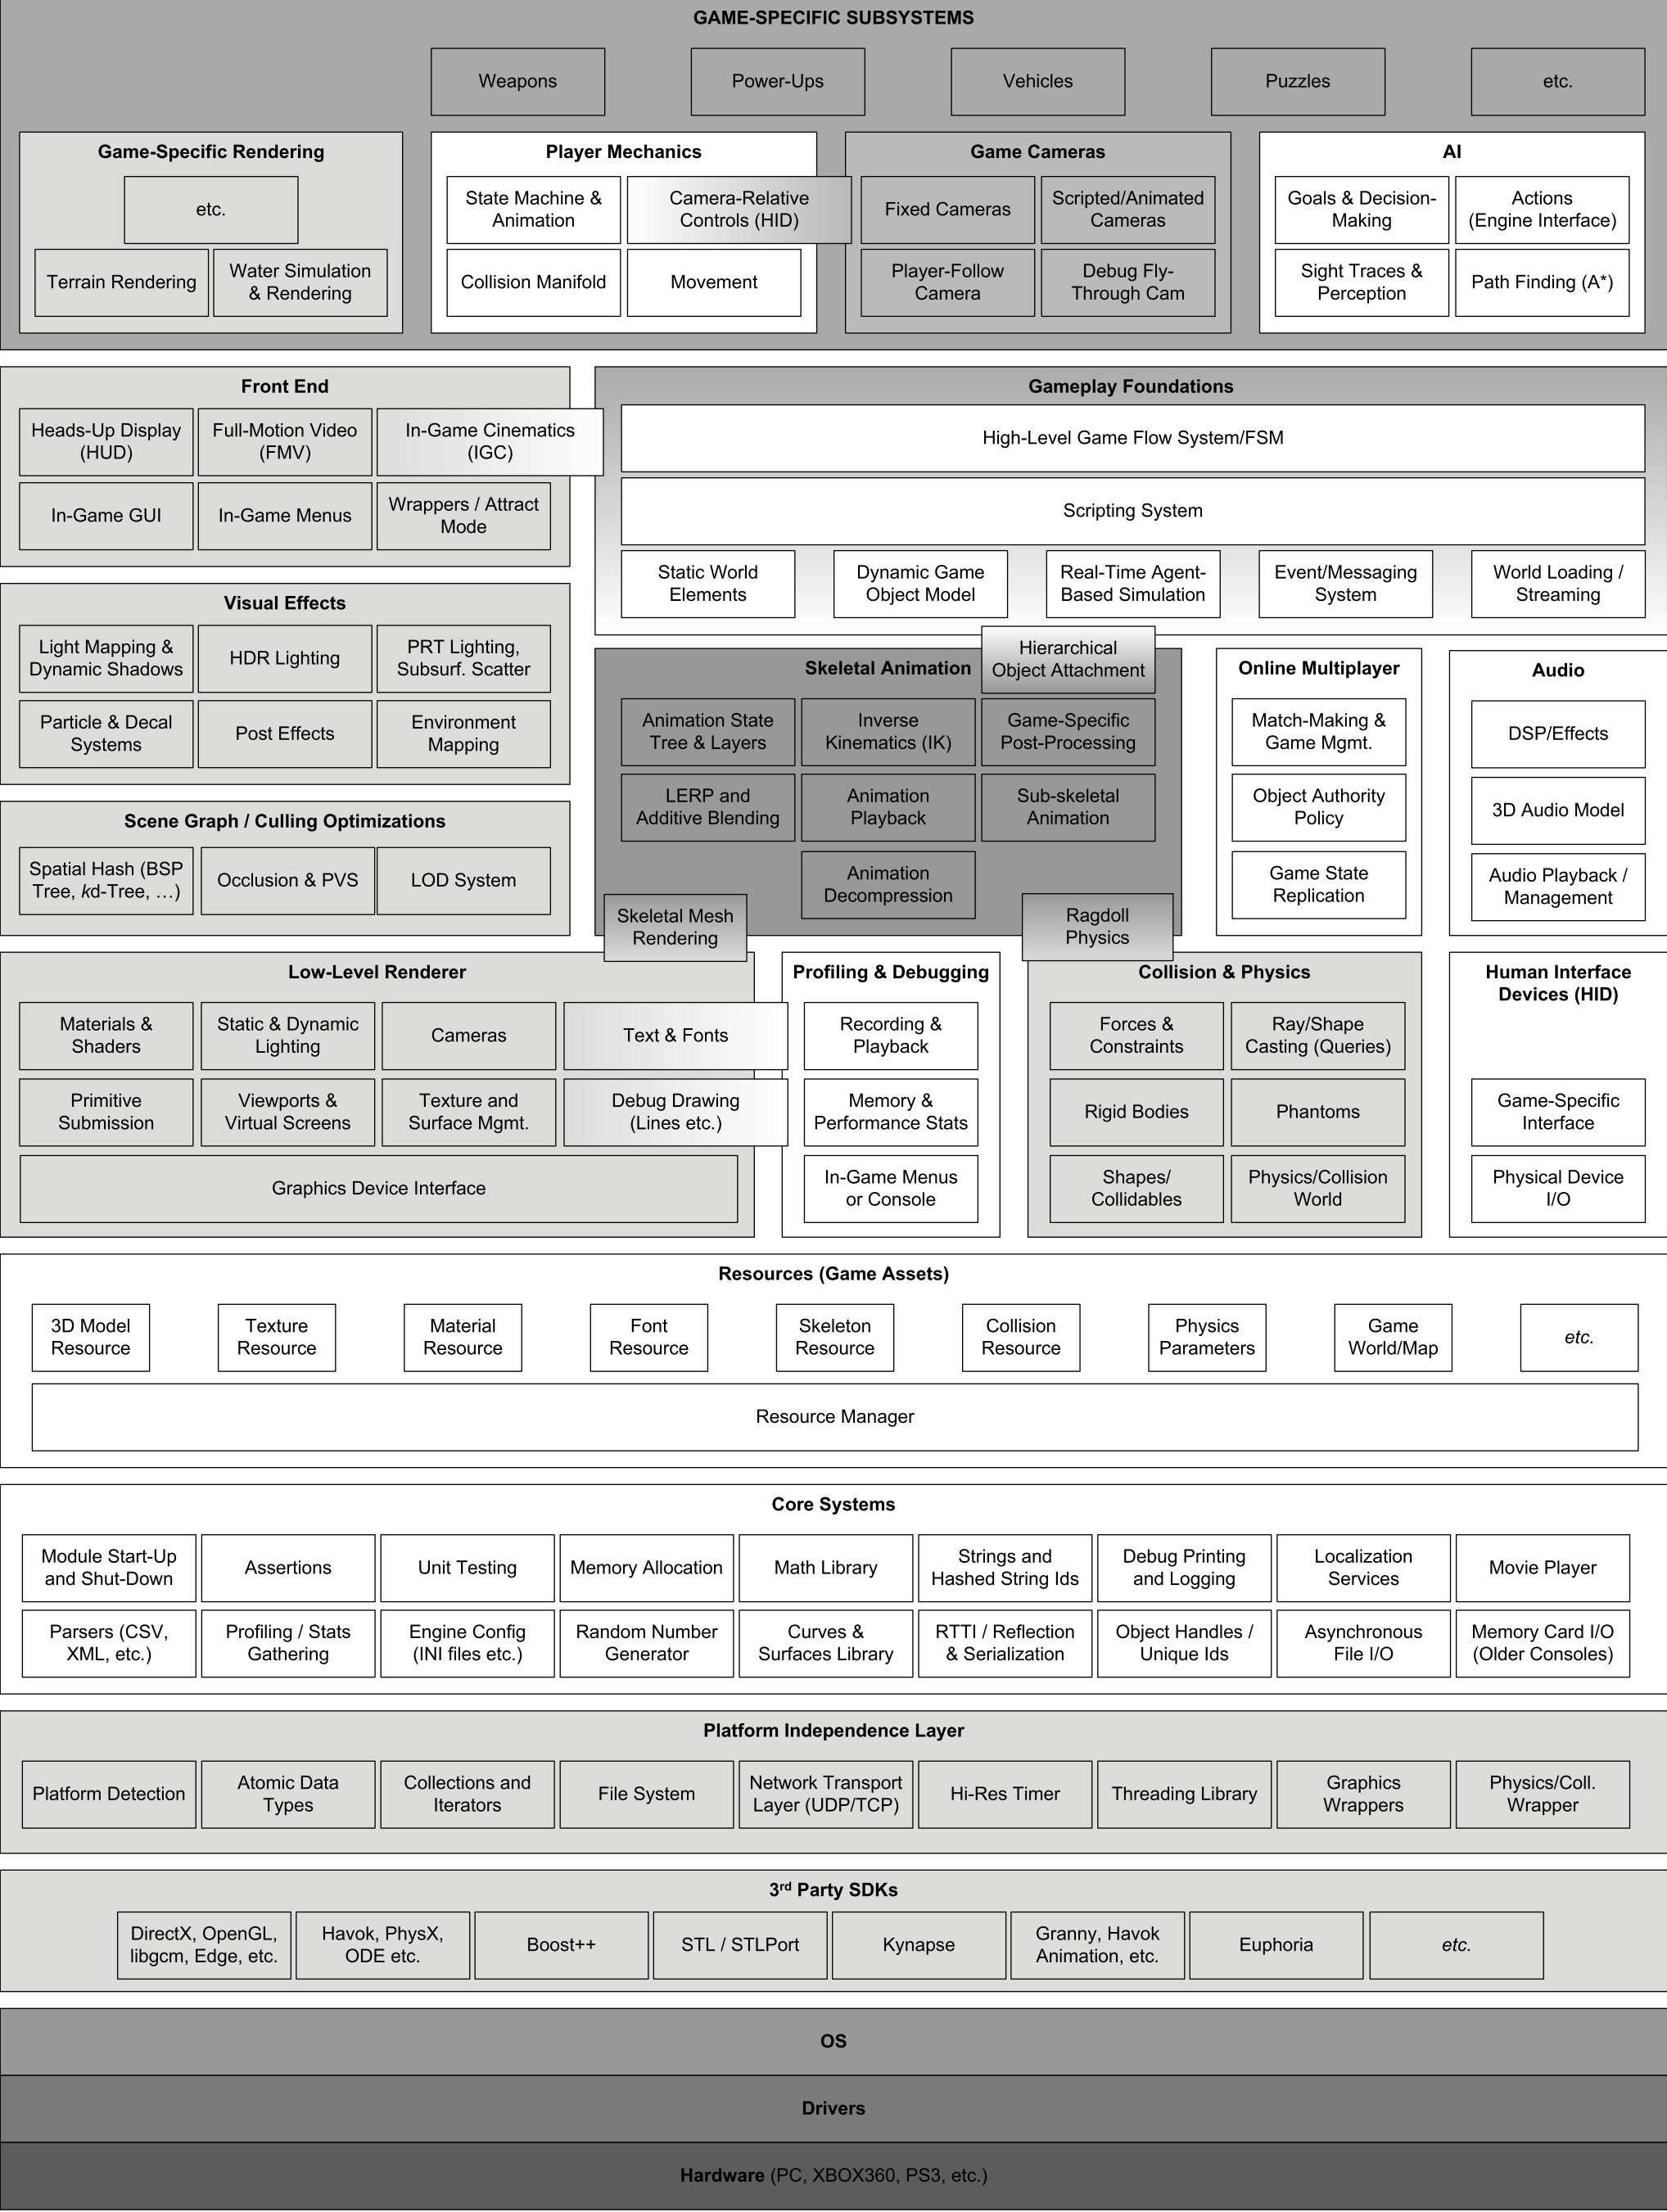 GAME-SPECIFIC SUBSYSTEMS
Weapons
Power-Ups
Vehicles
Puzzles
etc.
Game-Specific Rendering
etc.
Terrain Rendering
Water Simulation
& Rendering
Player Mechanics
State Machine &
Animation
Camera-Relative
Controls (HID)
Collision Manifold
Movement
Game Cameras
Fixed Cameras
Scripted/Animated
Cameras
Player-Follow
Camera
Debug Fly-
Through Cam
AI
Goals & Decision-
Making
Actions
(Engine Interface)
Sight Traces &
Perception
Path Finding (A*)
Front End
Heads-Up Display
(HUD)
Full-Motion Video
(FMV)
In-Game Cinematics
(IGC)
In-Game GUI
In-Game Menus
Wrappers / Attract
Mode
Gameplay Foundations
High-Level Game Flow System/FSM
Scripting System
Static World
Elements
Dynamic Game
Object Model
Real-Time Agent-
Based Simulation
Event/Messaging
System
World Loading /
Streaming
Visual Effects
Light Mapping &
Dynamic Shadows
HDR Lighting
PRT Lighting,
Subsurf. Scatter
Particle & Decal
Systems
Post Effects
Environment
Mapping
Scene Graph / Culling Optimizations
Spatial Hash (BSP
Tree, kd-Tree, …)
Occlusion & PVS
LOD System
Skeletal Animation
Hierarchical
Object Attachment
Animation State
Tree & Layers
Inverse
Kinematics (IK)
Game-Specific
Post-Processing
LERP and
Additive Blending
Animation
Playback
Sub-skeletal
Animation
Animation
Decompression
Skeletal Mesh
Rendering
Ragdoll
Physics
Online Multiplayer
Match-Making &
Game Mgmt.
Object Authority
Policy
Game State
Replication
Audio
DSP/Effects
3D Audio Model
Audio Playback /
Management
Low-Level Renderer
Materials &
Shaders
Static & Dynamic
Lighting
Cameras
Text & Fonts
Primitive
Submission
Viewports &
Virtual Screens
Texture and
Surface Mgmt.
Debug Drawing
(Lines etc.)
Graphics Device Interface
Profiling & Debugging
Recording &
Playback
Memory &
Performance Stats
In-Game Menus
or Console
Collision & Physics
Forces &
Constraints
Ray/Shape
Casting (Queries)
Rigid Bodies
Phantoms
Shapes/
Collidables
Physics/Collision
World
Human Interface
Devices (HID)
Game-Specific
Interface
Physical Device
I/O
Resources (Game Assets)
3D Model
Resource
Texture
Resource
Material
Resource
Font
Resource
Skeleton
Resource
Collision
Resource
Physics
Parameters
Game
World/Map
etc.
Resource Manager
Core Systems
Module Start-Up
and Shut-Down
Assertions
Unit Testing
Memory Allocation
Math Library
Strings and
Hashed String Ids
Debug Printing
and Logging
Localization
Services
Movie Player
Parsers (CSV,
XML, etc.)
Profiling / Stats
Gathering
Engine Config
(INI files etc.)
Random Number
Generator
Curves &
Surfaces Library
RTTI / Reflection
& Serialization
Object Handles /
Unique Ids
Asynchronous
File I/O
Memory Card I/O
(Older Consoles)
Platform Independence Layer
Platform Detection
Atomic Data
Types
Collections and
Iterators
File System
Network Transport
Layer (UDP/TCP)
Hi-Res Timer
Threading Library
Graphics
Wrappers
Physics/Coll.
Wrapper
3rd Party SDKs
DirectX, OpenGL,
libgcm, Edge, etc.
Havok, PhysX,
ODE etc.
Boost++
STL / STLPort
Kynapse
Granny, Havok
Animation, etc.
Euphoria
etc.
OS
Drivers
Hardware (PC, XBOX360, PS3, etc.)